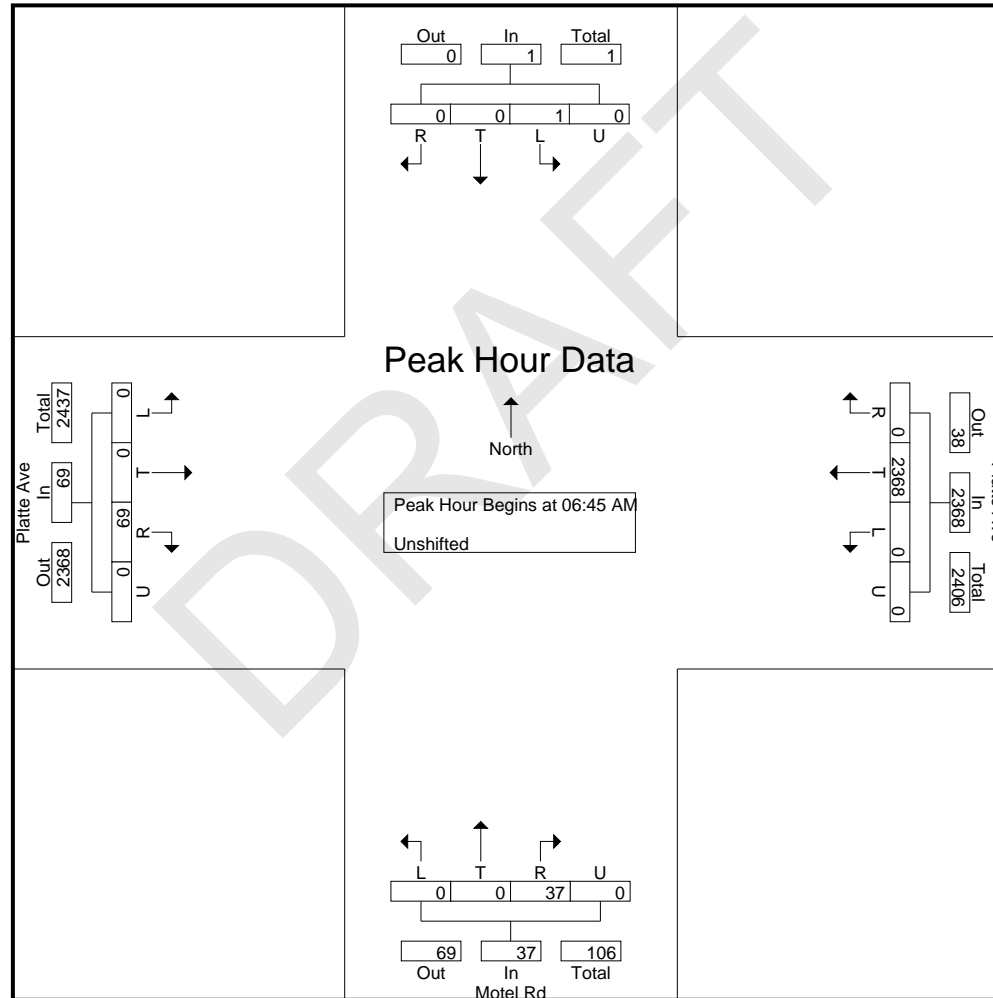 Out In Total
0 1 1
0 0 1 0
R T L U
Peak Hour Data
North
Peak Hour Begins at 06:45 AM
Unshifted
Platte Ave
Out In Total
2368 69 2437
0 0 69 0
L T R U
Out In Total
38 2368 2406
0 2368 0 0
R T L U
L T R U
0 0 37 0
69 37 106
Out In Total
Motel Rd
DRAFT